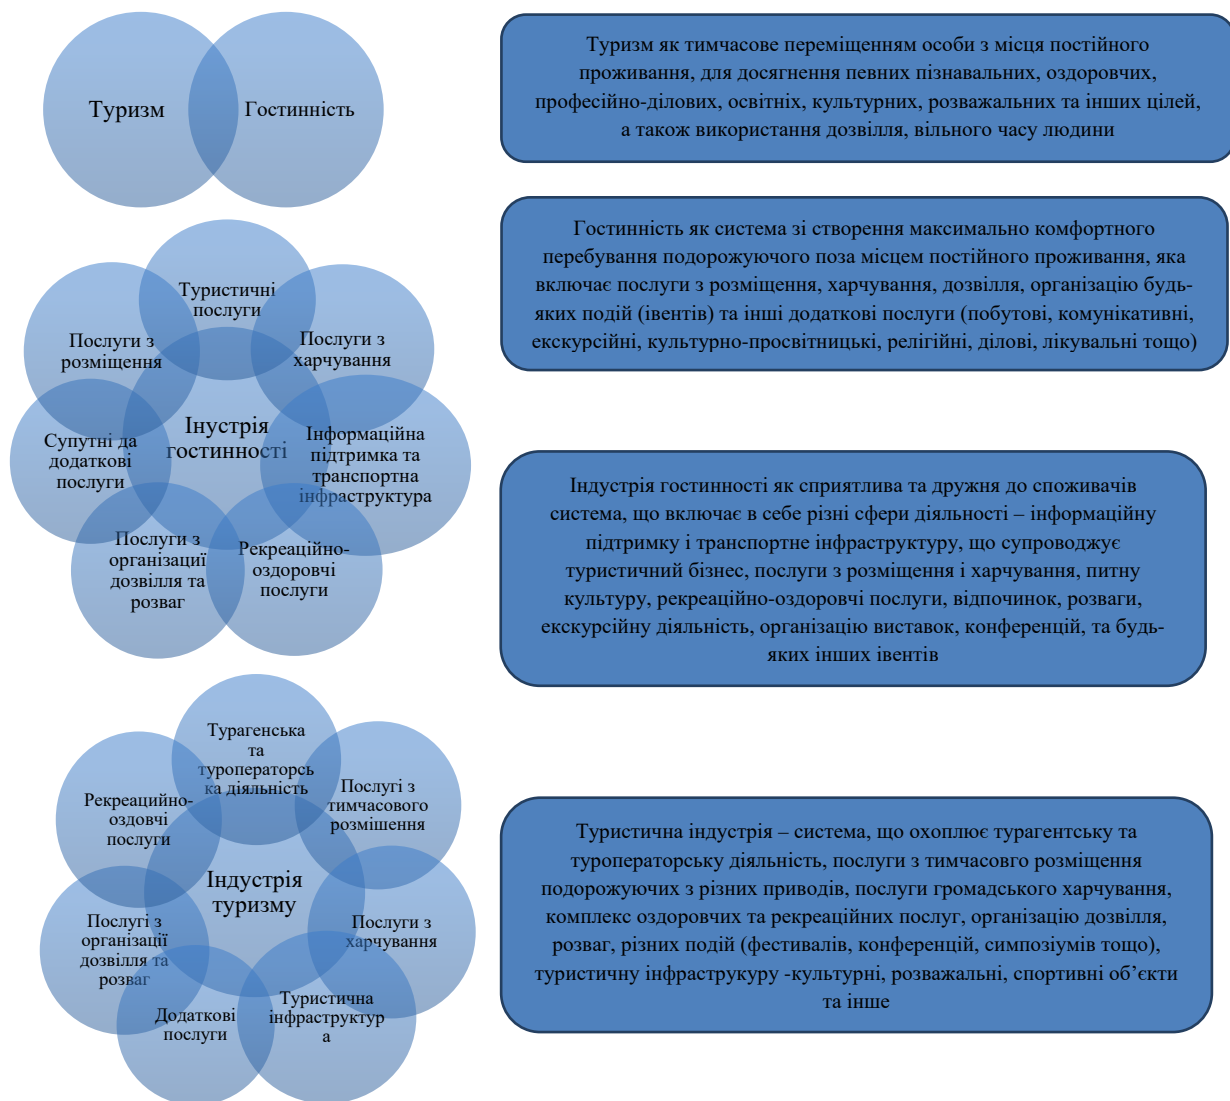 Туризм
Гостинність
Туризм як тимчасове переміщенням особи з місця постійного
проживання, для досягнення певних пізнавальних, оздоровчих,
професійно-ділових, освітніх, культурних, розважальних та інших цілей,
а також використання дозвілля, вільного часу людини
Гостинність як система зі створення максимально комфортного
перебування подорожуючого поза місцем постійного проживання, яка
включає послуги з розміщення, харчування, дозвілля, організацію будь-
яких подій (івентів) та інші додаткові послуги (побутові, комунікативні,
екскурсійні, культурно-просвітницькі, релігійні, ділові, лікувальні тощо)
Туристичні
послуги
Послуги з
харчування
Інформаційна
підтримка та
транспортна
інфраструктура
Рекреаційно-
оздоровчі
послуги
Послуги з
організациї
дозвілля та
розваг
Супутні да
додаткові
послуги
Послуги з
розміщення
Інустрія
гостинності
Індустрія гостинності як сприятлива та дружня до споживачів
система, що включає в себе різні сфери діяльності – інформаційну
підтримку і транспортне інфраструктуру, що супроводжує
туристичний бізнес, послуги з розміщення і харчування, питну
культуру, рекреаційно-оздоровчі послуги, відпочинок, розваги,
екскурсійну діяльність, організацію виставок, конференцій, та будь-
яких інших івентів
Турагенська
та
туроператорсь
ка діяльність
Послугі з
тимчасового
розмішення
Послуги з
харчування
Туристична
інфраструктур
а
Додаткові
послуги
Послугі з
організації
дозвілля та
розваг
Рекреаційно-
оздовчі
послуги
Індустрія
туризму
Туристична індустрія – система, що охоплює турагентську та
туроператорську діяльність, послуги з тимчасовго розміщення
подорожуючих з різних приводів, послуги громадського харчування,
комплекс оздоровчих та рекреаційних послуг, організацію дозвілля,
розваг, різних подій (фестивалів, конференцій, симпозіумів тощо),
туристичну інфраструкуру -культурні, розважальні, спортивні об’єкти
та інше